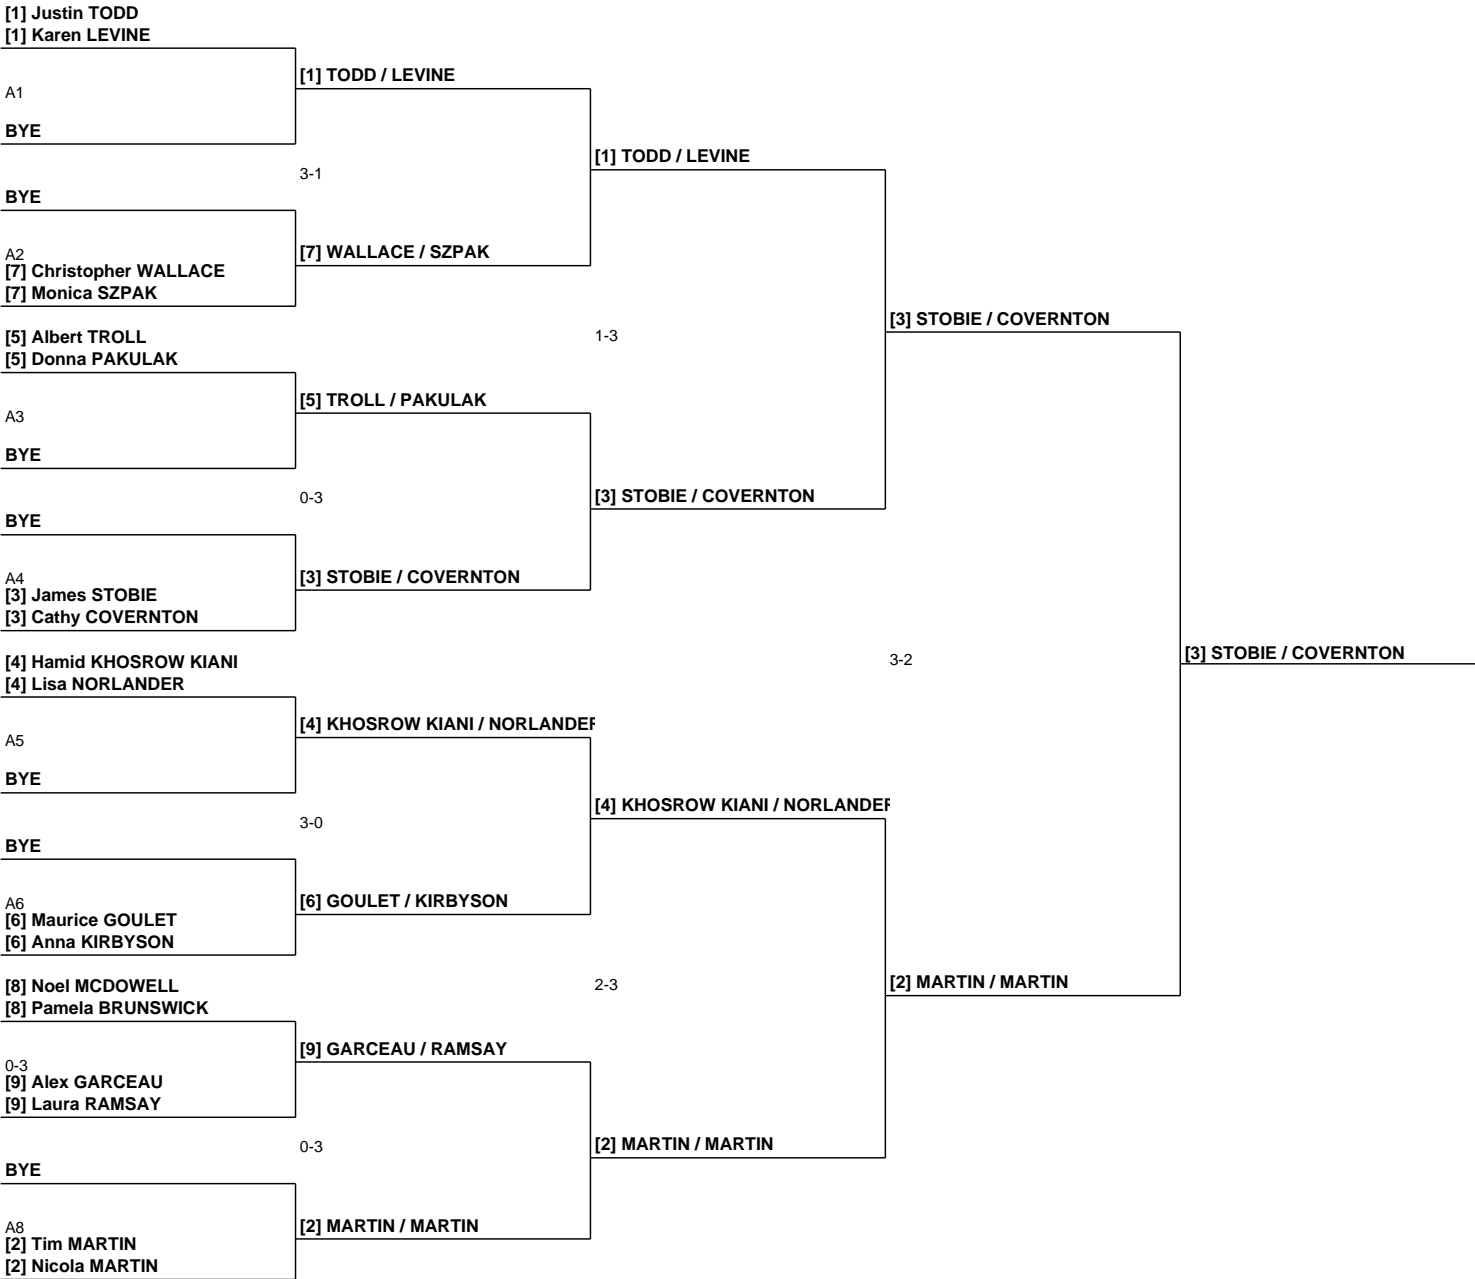 [1] Justin TODD
[1] Karen LEVINE
[1] TODD / LEVINE
A1
BYE
[1] TODD / LEVINE
3-1
BYE
A2
[7] WALLACE / SZPAK
[7] Christopher WALLACE
[7] Monica SZPAK
[3] STOBIE / COVERNTON
[5] Albert TROLL
1-3
[5] Donna PAKULAK
[5] TROLL / PAKULAK
A3
BYE
0-3
[3] STOBIE / COVERNTON
BYE
A4
[3] STOBIE / COVERNTON
[3] James STOBIE
[3] Cathy COVERNTON
[4] Hamid KHOSROW KIANI
3-2
[3] STOBIE / COVERNTON
[4] Lisa NORLANDER
[4] KHOSROW KIANI / NORLANDER
A5
BYE
[4] KHOSROW KIANI / NORLANDER
3-0
BYE
A6
[6] GOULET / KIRBYSON
[6] Maurice GOULET
[6] Anna KIRBYSON
[8] Noel MCDOWELL
2-3
[2] MARTIN / MARTIN
[8] Pamela BRUNSWICK
[9] GARCEAU / RAMSAY
0-3
[9] Alex GARCEAU
[9] Laura RAMSAY
0-3
[2] MARTIN / MARTIN
BYE
A8
[2] MARTIN / MARTIN
[2] Tim MARTIN
[2] Nicola MARTIN